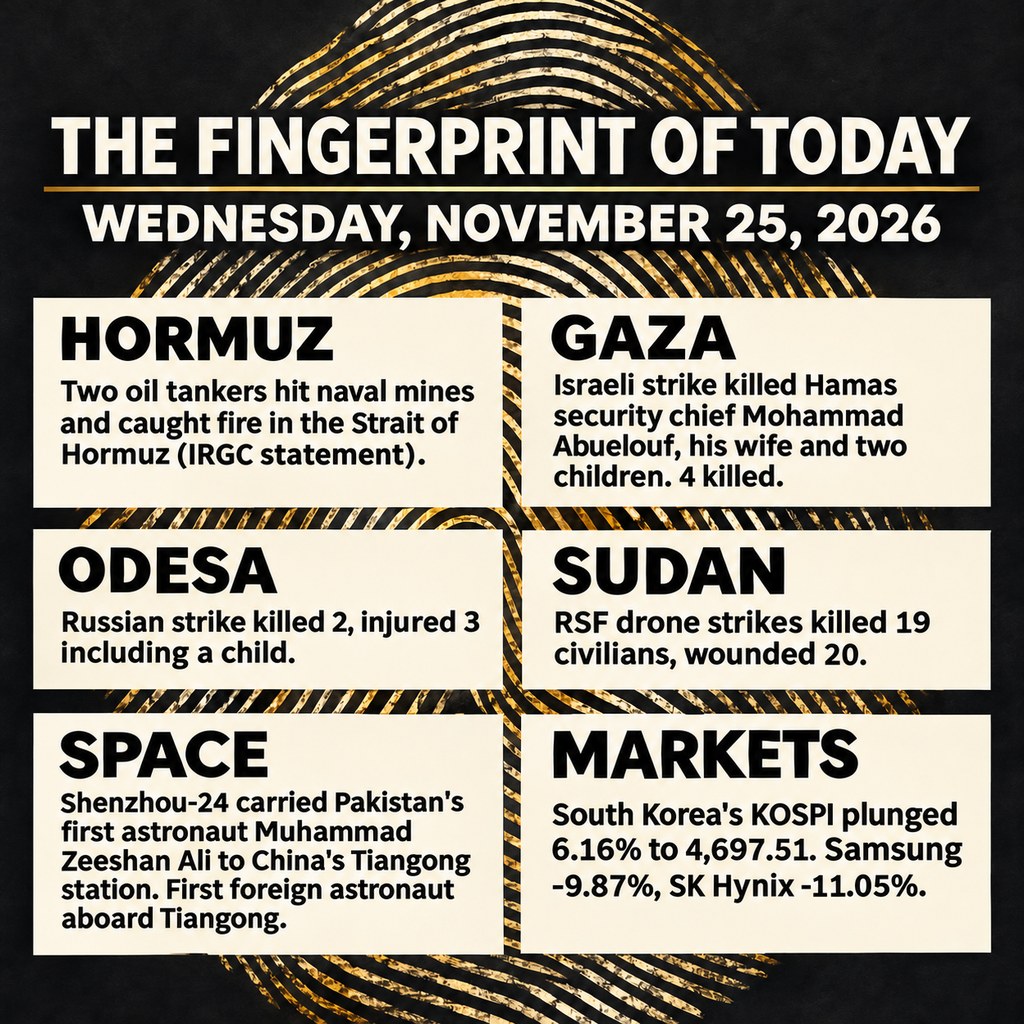 THE FINGERPRINT OF TODAY
WEDNESDAY, NOVEMBER 25, 2026
HORMUZ
Two oil tankers hit naval mines
and caught fire in the Strait of
Hormuz (IRGC statement).
GAZA
Israeli strike killed Hamas
security chief Mohammad
Abuelouf, his wife and two
children. 4 killed.
ODESA
Russian strike killed 2, injured 3
including a child.
SUDAN
RSF drone strikes killed 19
civilians, wounded 20.
SPACE
Shenzhou-24 carried Pakistan's
first astronaut Muhammad
Zeeshan Ali to China's Tiangong
station. First foreign astronaut
aboard Tiangong.
MARKETS
South Korea's KOSPI plunged
6.16% to 4,697.51. Samsung
-9.87%, SK Hynix -11.05%.